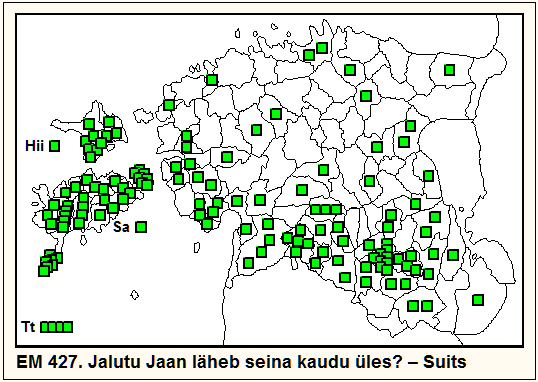 Hii
Sa
Tt
EM 427. Jalutu Jaan läheb seina kaudu üles? – Suits